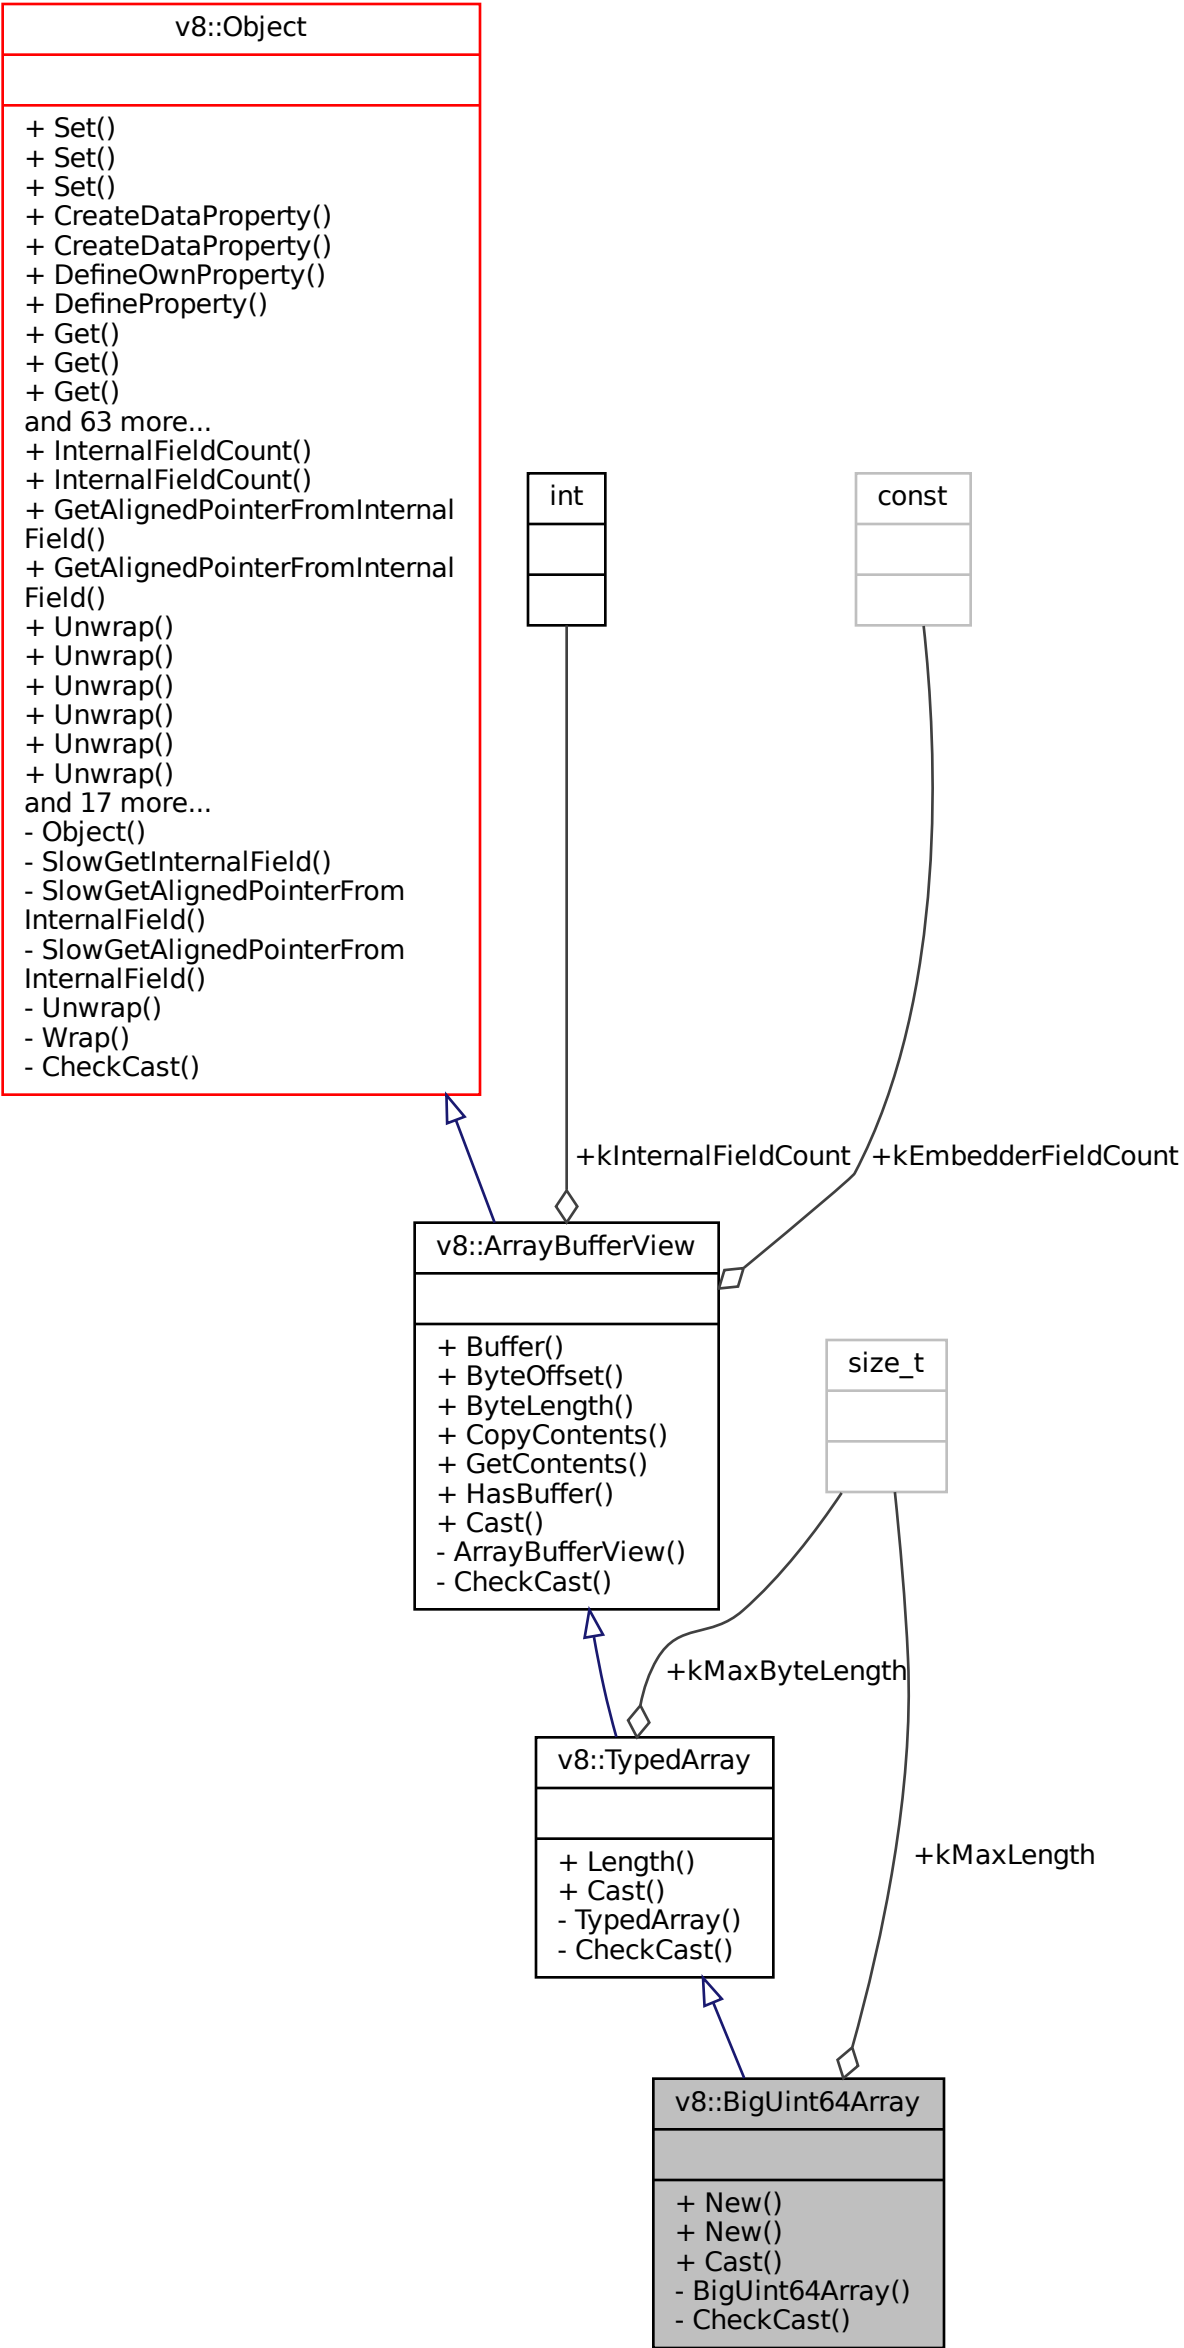 v8::Object
+ Set()
+ Set()
+ Set()
+ CreateDataProperty()
+ CreateDataProperty()
+ DefineOwnProperty()
+ DefineProperty()
+ Get()
+ Get()
+ Get()
and 63 more...
+ InternalFieldCount()
+ InternalFieldCount()
+ GetAlignedPointerFromInternal
Field()
+ GetAlignedPointerFromInternal
Field()
+ Unwrap()
+ Unwrap()
+ Unwrap()
+ Unwrap()
+ Unwrap()
+ Unwrap()
and 17 more...
- Object()
- SlowGetInternalField()
- SlowGetAlignedPointerFrom
InternalField()
- SlowGetAlignedPointerFrom
InternalField()
- Unwrap()
- Wrap()
- CheckCast()
int
const
+kInternalFieldCount
+kEmbedderFieldCount
v8::ArrayBufferView
+ Buffer()
+ ByteOffset()
+ ByteLength()
+ CopyContents()
+ GetContents()
+ HasBuffer()
+ Cast()
- ArrayBufferView()
- CheckCast()
size_t
+kMaxByteLength
v8::TypedArray
+ Length()
+ Cast()
- TypedArray()
- CheckCast()
+kMaxLength
v8::BigUint64Array
+ New()
+ New()
+ Cast()
- BigUint64Array()
- CheckCast()